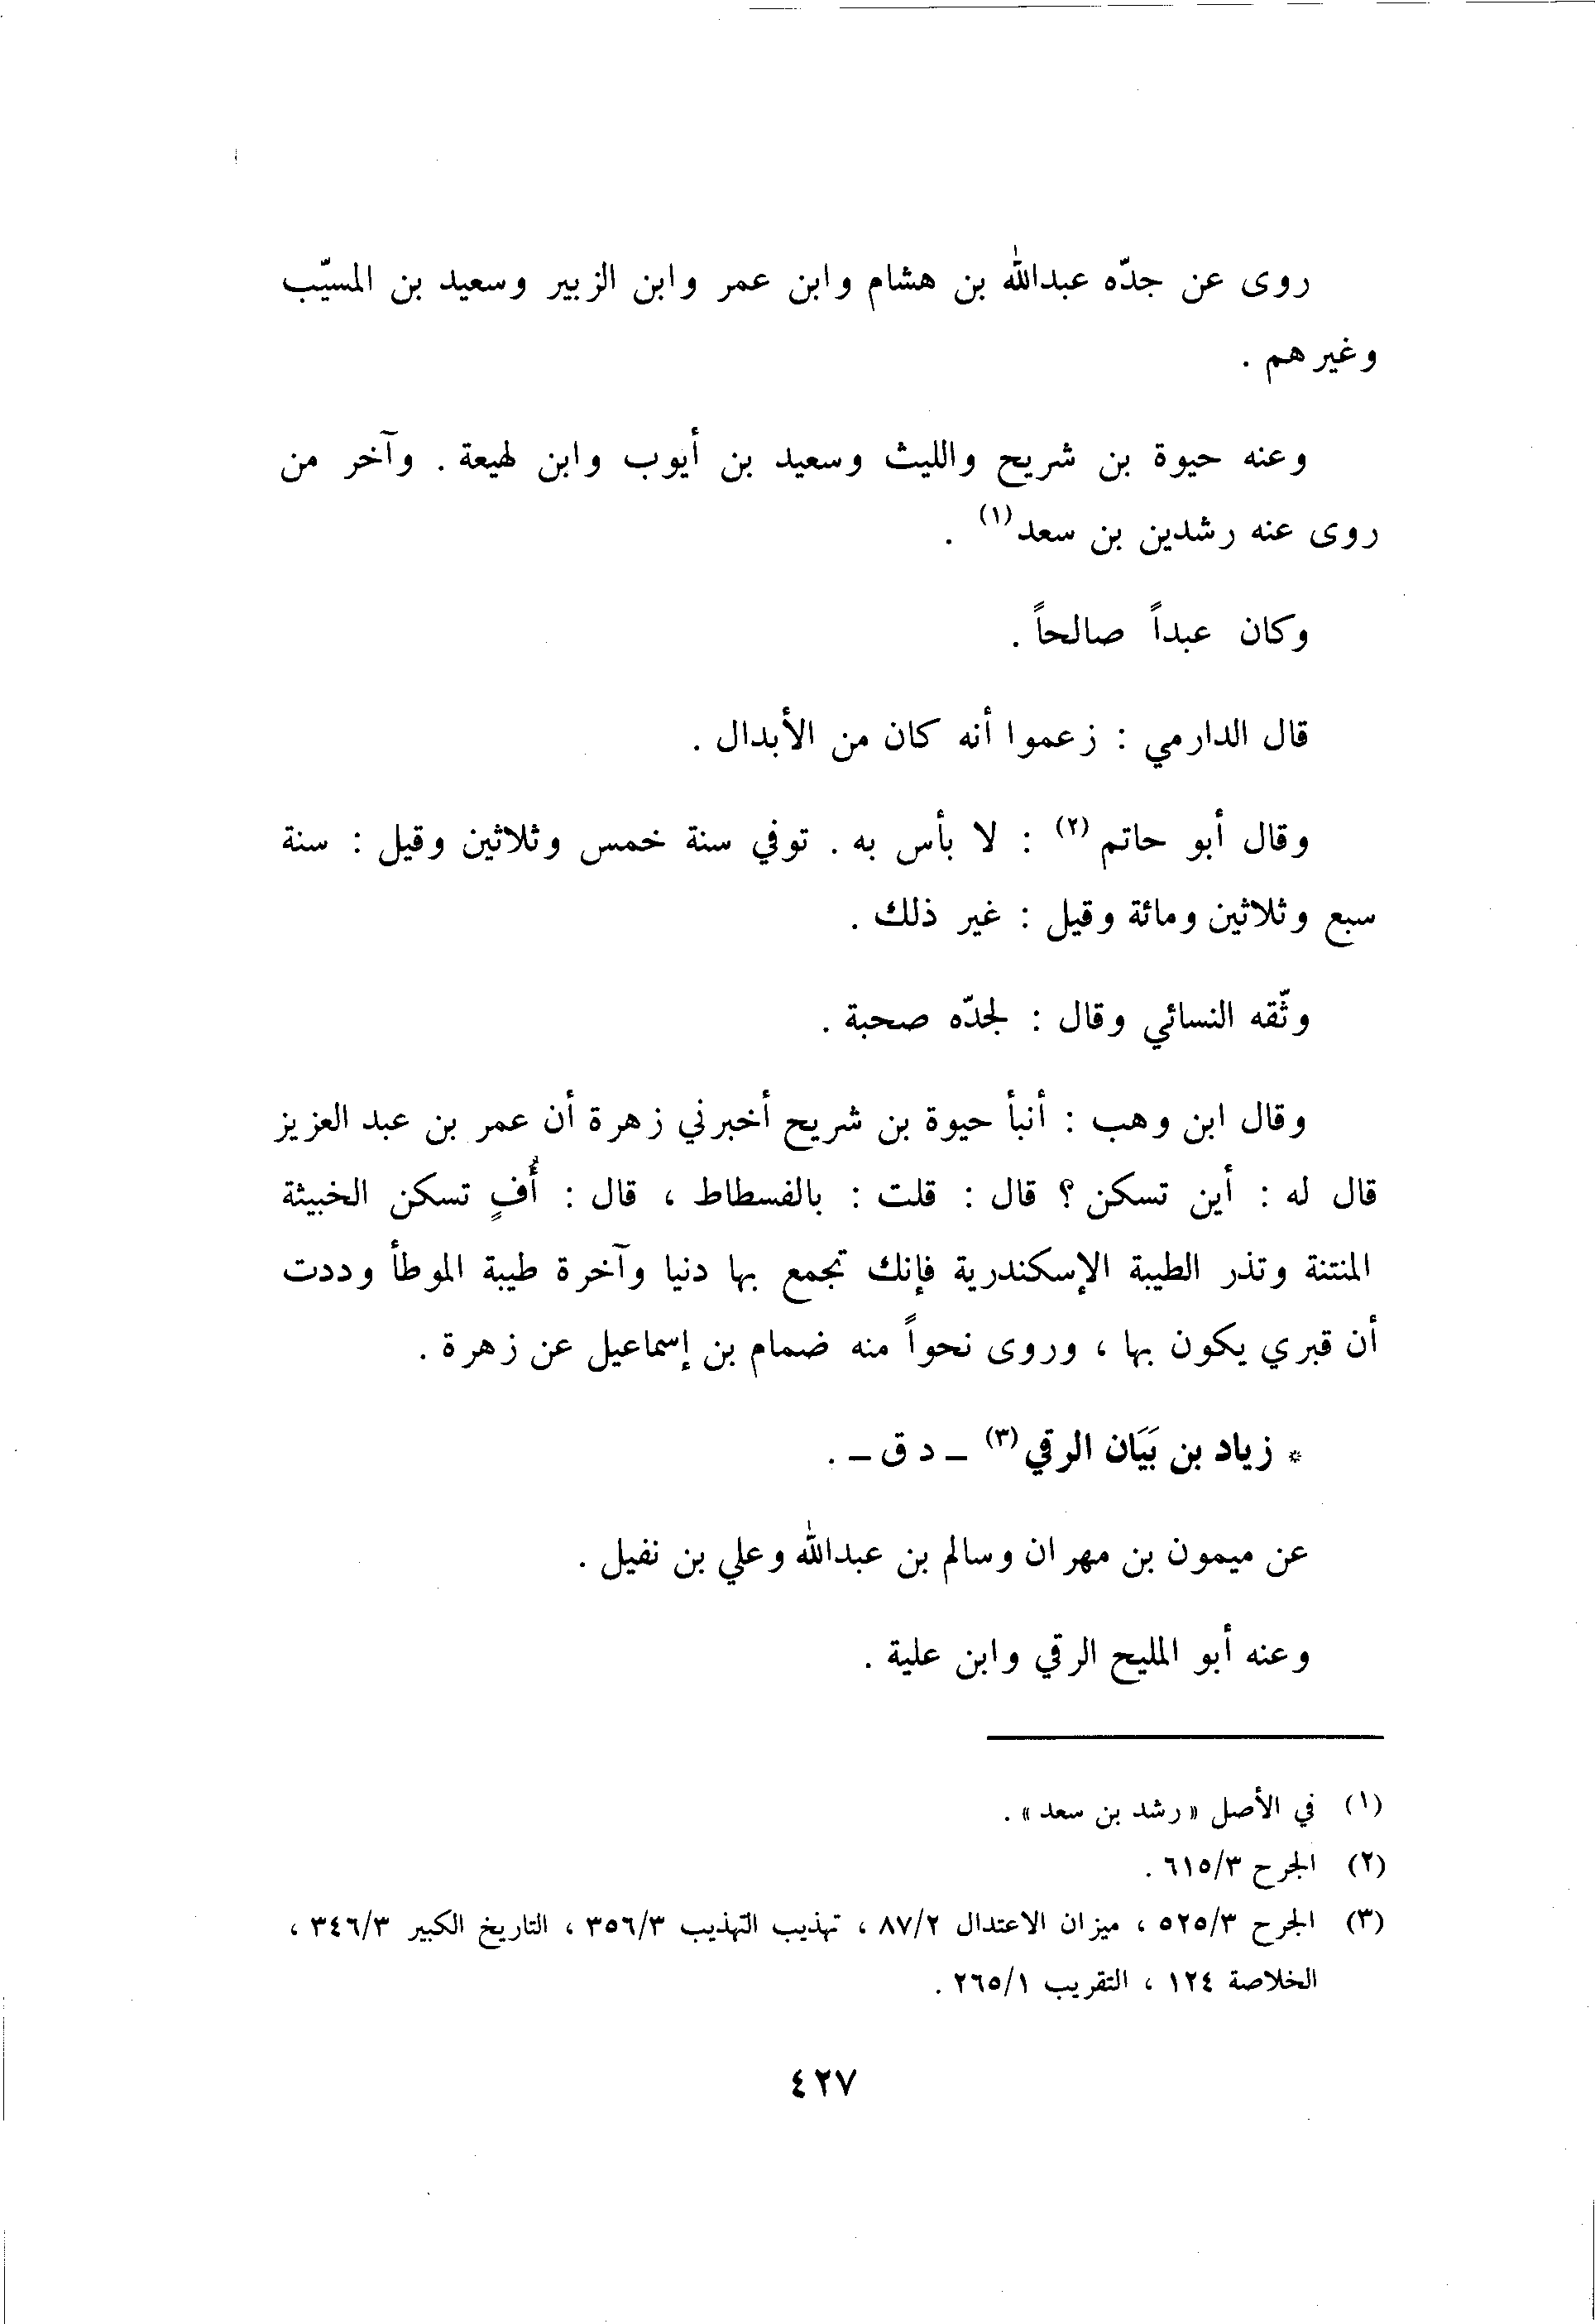 روى عن جدّه عبدالله بن هشام وابن عمر وابن الزبير وسعيد بن المسيّب
وغيرهم .
وعنه حيوة بن شريح والليث وسعيد بن أيوب وابن لهيعة . وآخر من
روى عنه رشدين بن سعد(١) .
وكان عبداً صالحاً .
قال الدارمي : زعموا أنه كان من الأبدال .
وقال أبو حاتم(٢) : لا بأس به . توفي سنة خمس وثلاثين وقيل : سنة
سبع وثلاثين ومائة وقيل : غير ذلك .
وثّقه النسائي وقال : لجدّه صحبة .
وقال ابن وهب : أنبأ حيوة بن شريح أخبرني زهرة أن عمر بن عبد العزيز
قال له : أين تسكن ؟ قال : قلت : بالفسطاط ، قال : أُفٍ تسكن الخبيثة
المنتنة وتذر الطيبة الإسكندرية فإنك تجمع بها دنيا وآخرة طيبة الموطأ وددت
أن قبري يكون بها ، وروى نحواً منه ضمام بن إسماعيل عن زهرة .
* زياد بن بَيَان الرقي(٣) – د ق – .
عن ميمون بن مهران وسالم بن عبدالله وعلي بن نفيل .
وعنه أبو المليح الرقي وابن علية .
(١) في الأصل « رشد بن سعد » .
(٢) الجرح ٦١٥/٣ .
(٣) الجرح ٥٢٥/٣ ، ميزان الاعتدال ٨٧/٢ ، تهذيب التهذيب ٣٥٦/٣ ، التاريخ الكبير ٣٤٦/٣ ،
الخلاصة ١٢٤ ، التقريب ٢٦٥/١ .
٤٢٧